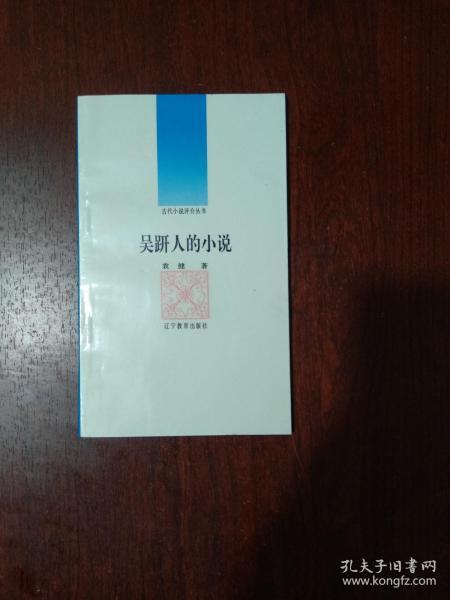 古代小说评介丛书
吴趼人的小说
袁健 著
辽宁教育出版社
孔夫子旧书网
www.kongfz.com